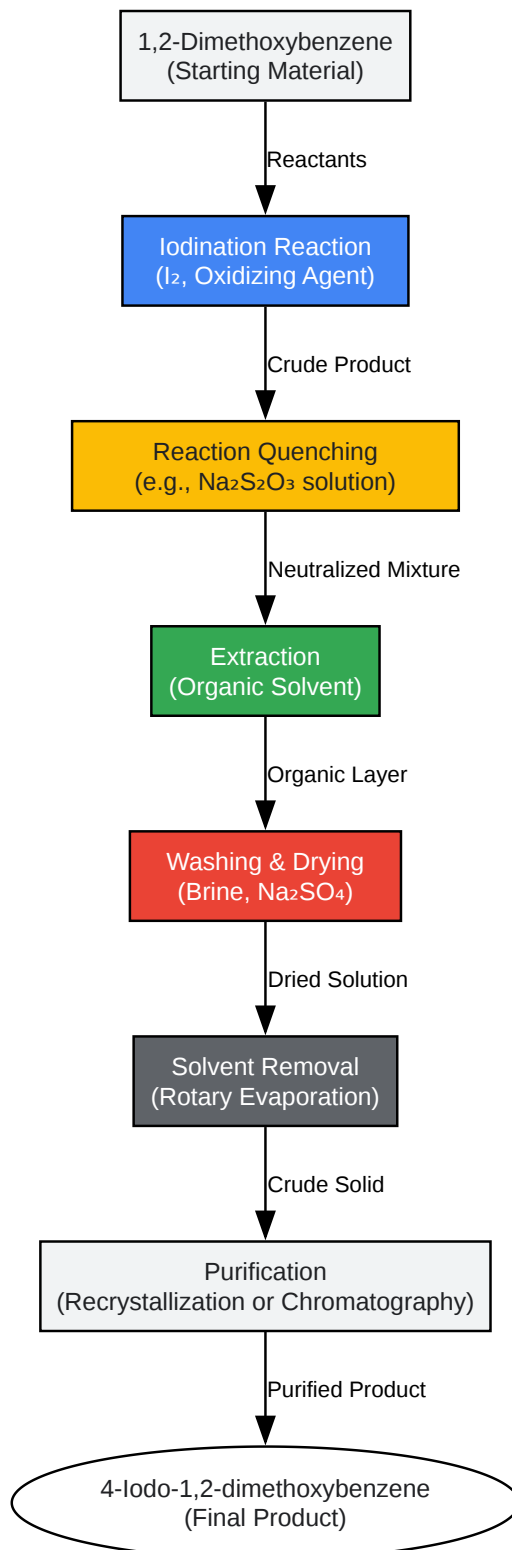 1,2-Dimethoxybenzene
(Starting Material)
Reactants
Iodination Reaction
(I₂, Oxidizing Agent)
Crude Product
Reaction Quenching
(e.g., Na₂S₂O₃ solution)
Neutralized Mixture
Extraction
(Organic Solvent)
Organic Layer
Washing & Drying
(Brine, Na₂SO₄)
Dried Solution
Solvent Removal
(Rotary Evaporation)
Crude Solid
Purification
(Recrystallization or Chromatography)
Purified Product
4-Iodo-1,2-dimethoxybenzene
(Final Product)